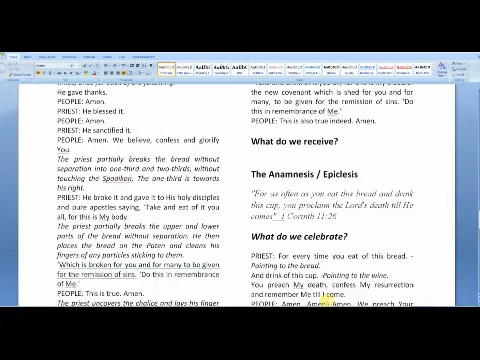 He gave thanks.
PEOPLE: Amen.
PRIEST: He blessed it.
PEOPLE: Amen.
PRIEST: He sanctified it.
PEOPLE: Amen. We believe, confess and glorify
You.
The priest partially breaks the bread without
separation into one-third and two-thirds, without
touching the Spadikon. The one-third is towards
his right.
PRIEST: He broke it and gave it to His holy disciples
and pure apostles saying, 'Take and eat of it you
all, for this is My body.
The priest partially breaks the upper and lower
parts of the bread without separation. He then
places the bread on the Paten and cleans his
fingers of any particles sticking to them.
'Which is broken for you and for many to be given
for the remission of sins. 'Do this in remembrance
of Me.'
PEOPLE: This is true. Amen.
The priest uncovers the chalice and lays his finger
the new covenant which is shed for you and for
many, to be given for the remission of sins. 'Do
this in remembrance of Me.'
PEOPLE: This is also true indeed. Amen.
What do we receive?
The Anamnesis / Epiclesis
"For as often as you eat this bread and drink
this cup, you proclaim the Lord's death till He
comes" I Corinth 11:26
What do we celebrate?
PRIEST: For every time you eat of this bread. -
Pointing to the bread.
And drink of this cup. -Pointing to the wine.
You preach My death, confess My resurrection
and remember Me till I come.
PEOPLE: Amen. Amen. Amen. We preach Your